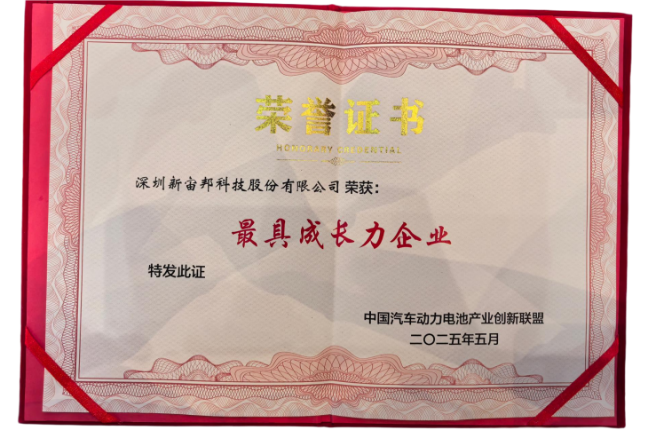 荣誉证书
HONORARY CREDENTIAL
深圳新宙邦科技股份有限公司 荣获：
最具成长力企业
特发此证
中国汽车动力电池产业创新联盟
二〇二五年五月